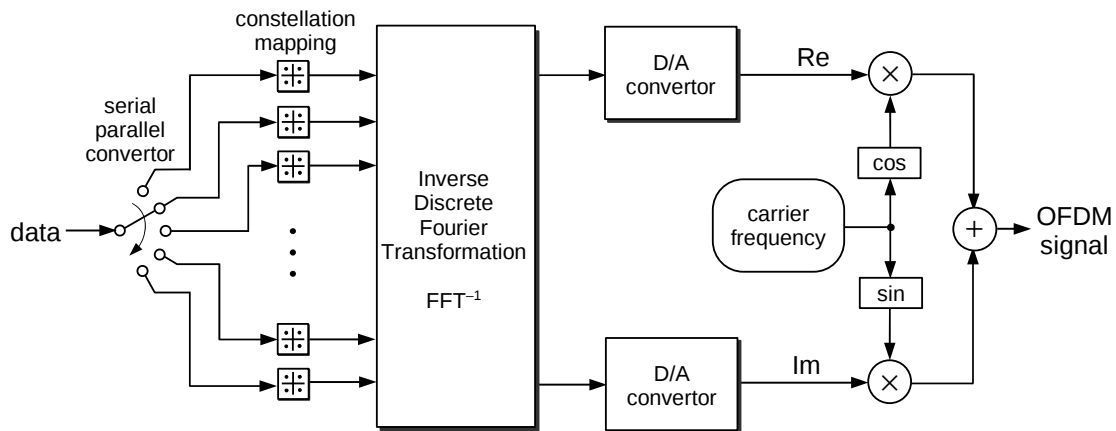 constellation
mapping
serial
parallel
convertor
data
Inverse
Discrete
Fourier
Transformation
FFT⁻¹
D/A
convertor
Re
×
cos
carrier
frequency
+
OFDM
signal
sin
D/A
convertor
Im
×